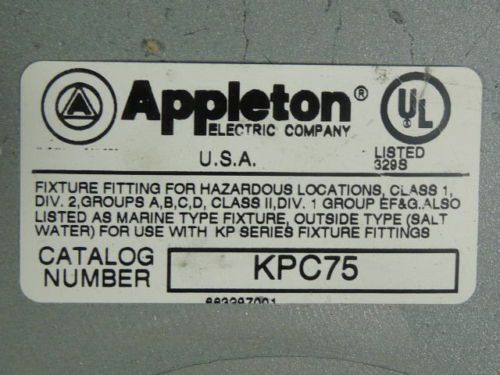 Appleton®
ELECTRIC COMPANY
U.S.A.
UL
LISTED
329S
FIXTURE FITTING FOR HAZARDOUS LOCATIONS, CLASS 1,
DIV. 2,GROUPS A,B,C,D, CLASS II,DIV. 1 GROUP EF&G.ALSO
LISTED AS MARINE TYPE FIXTURE, OUTSIDE TYPE (SALT
WATER) FOR USE WITH KP SERIES FIXTURE FITTINGS
CATALOG
NUMBER
KPC75